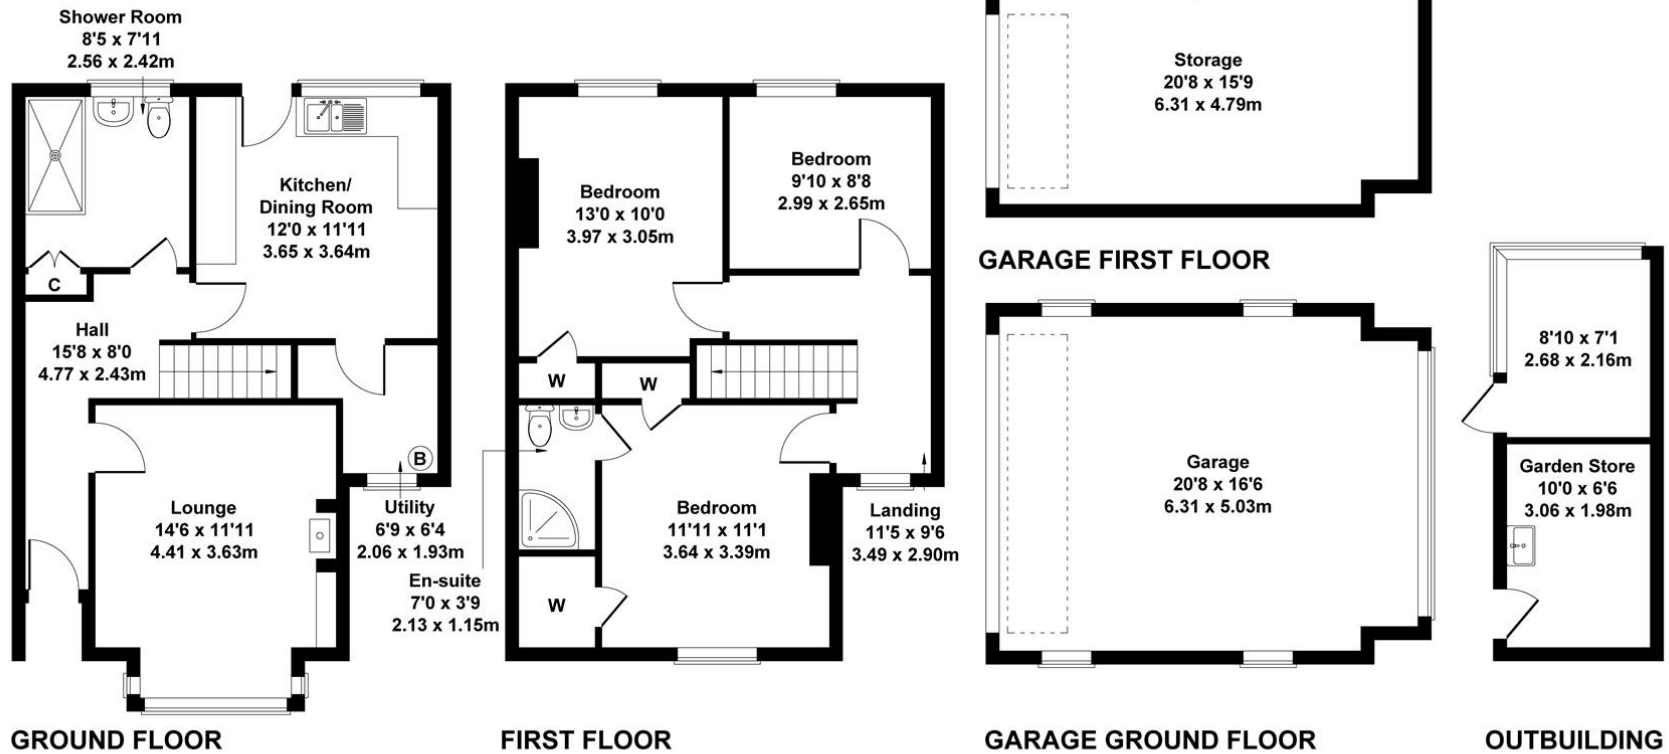 Shower Room
8'5 x 7'11
2.56 x 2.42m
Kitchen/
Dining Room
12'0 x 11'11
3.65 x 3.64m
C
Hall
15'8 x 8'0
4.77 x 2.43m
B
Lounge
14'6 x 11'11
4.41 x 3.63m
Utility
6'9 x 6'4
2.06 x 1.93m
GROUND FLOOR
Bedroom
13'0 x 10'0
3.97 x 3.05m
Bedroom
9'10 x 8'8
2.99 x 2.65m
W
W
Bedroom
11'11 x 11'1
3.64 x 3.39m
Landing
11'5 x 9'6
3.49 x 2.90m
En-suite
7'0 x 3'9
2.13 x 1.15m
W
FIRST FLOOR
Storage
20'8 x 15'9
6.31 x 4.79m
GARAGE FIRST FLOOR
Garage
20'8 x 16'6
6.31 x 5.03m
GARAGE GROUND FLOOR
8'10 x 7'1
2.68 x 2.16m
Garden Store
10'0 x 6'6
3.06 x 1.98m
OUTBUILDING